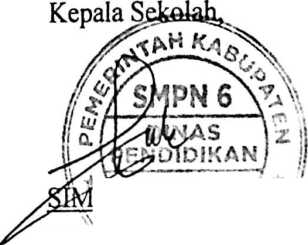 Kepala Sekolah,
PEMERINTAH KABUPATEN
SMPN 6
DINAS
PENDIDIKAN
SIM